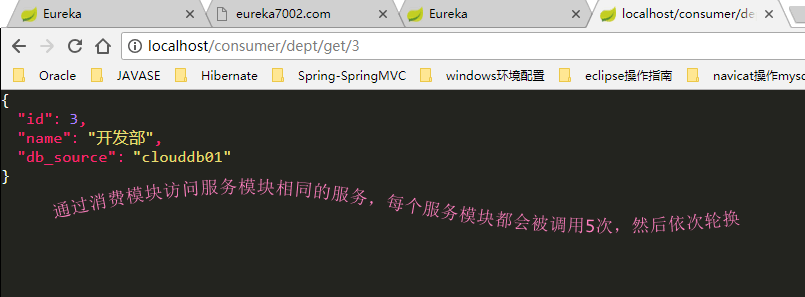 Eureka
eureka7002.com
Eureka
localhost/consumer/de
localhost/consumer/dept/get/3
Oracle
JAVASE
Hibernate
Spring-SpringMVC
windows环境配置
eclipse操作指南
navicat操作mysq
{
"id": 3,
"name": "开发部",
"db_source": "clouddb01"
}
通过消费模块访问服务模块相同的服务，每个服务模块都会被调用5次，然后依次轮换